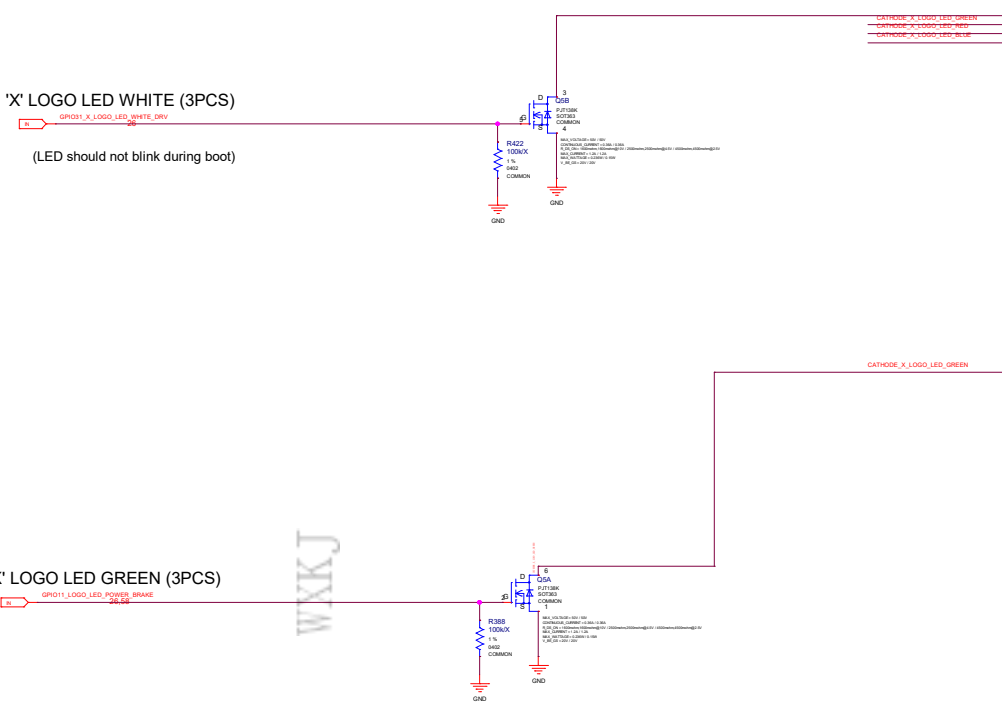 CATHODE_X_LOGO_LED_GREEN
CATHODE_X_LOGO_LED_RED
CATHODE_X_LOGO_LED_BLUE
'X' LOGO LED WHITE (3PCS)
IN
GPIO31_X_LOGO_LED_WHITE_DRV
26
(LED should not blink during boot)
D
3
Q5B
G
PJT138K
SOT363
COMMON
S
4
R422
100k/X
1 %
0402
COMMON
GND
GND
CATHODE_X_LOGO_LED_GREEN
WXKJ
' LOGO LED GREEN (3PCS)
IN
GPIO11_LOGO_LED_POWER_BRAKE
26,58
D
6
Q5A
2
G
PJT138K
SOT363
COMMON
S
1
R388
100k/X
1 %
0402
COMMON
GND
GND